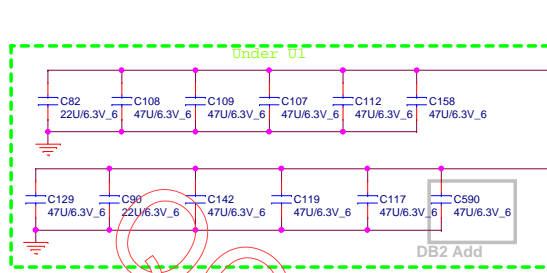 Under U1
C82 C108 C109 C107 C112 C158
22U/6.3V_6 47U/6.3V_6 47U/6.3V_6 47U/6.3V_6 47U/6.3V_6 47U/6.3V_6
C129 C90 C142 C119 C117 C590
47U/6.3V_6 22U/6.3V_6 47U/6.3V_6 47U/6.3V_6 47U/6.3V_6 47U/6.3V_6
DB2 Add